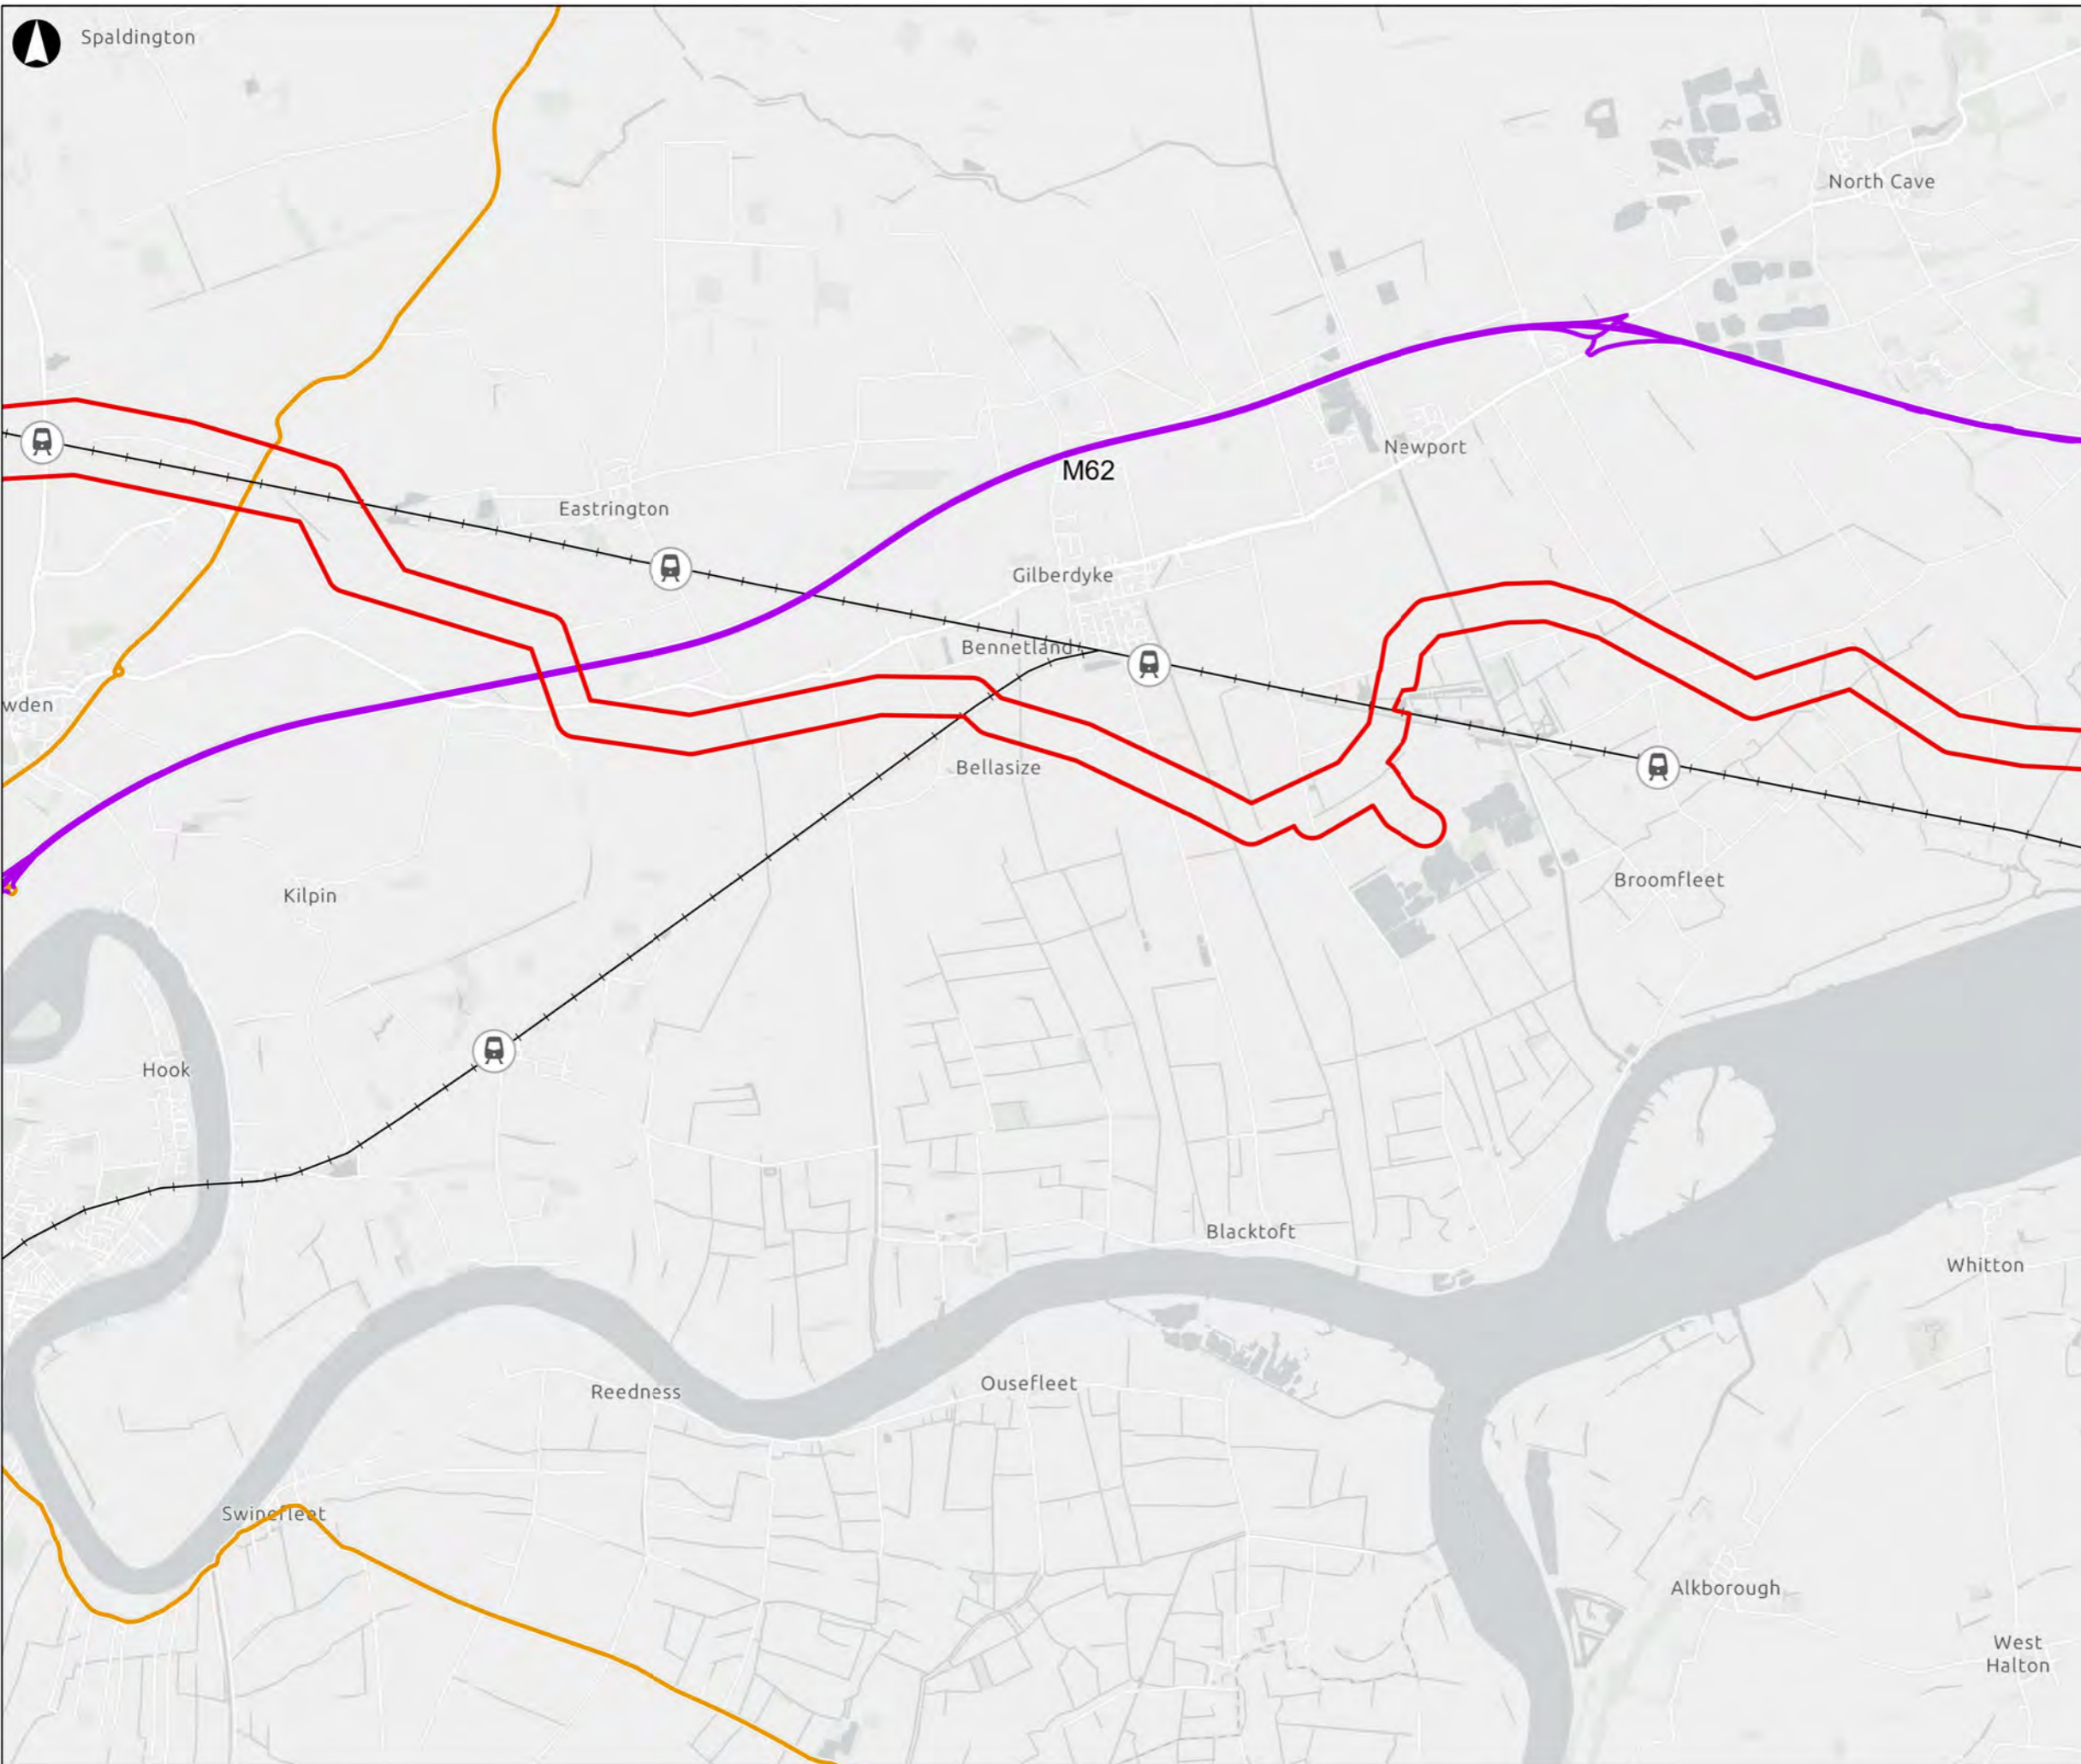 Spaldington
North Cave
Newport
M62
Eastrington
Gilberdyke
Bennetland
wden
Bellasize
Broomfleet
Kilpin
Hook
Blacktoft
Whitton
Ousefleet
Reedness
Swinefleet
Alkborough
West
Halton